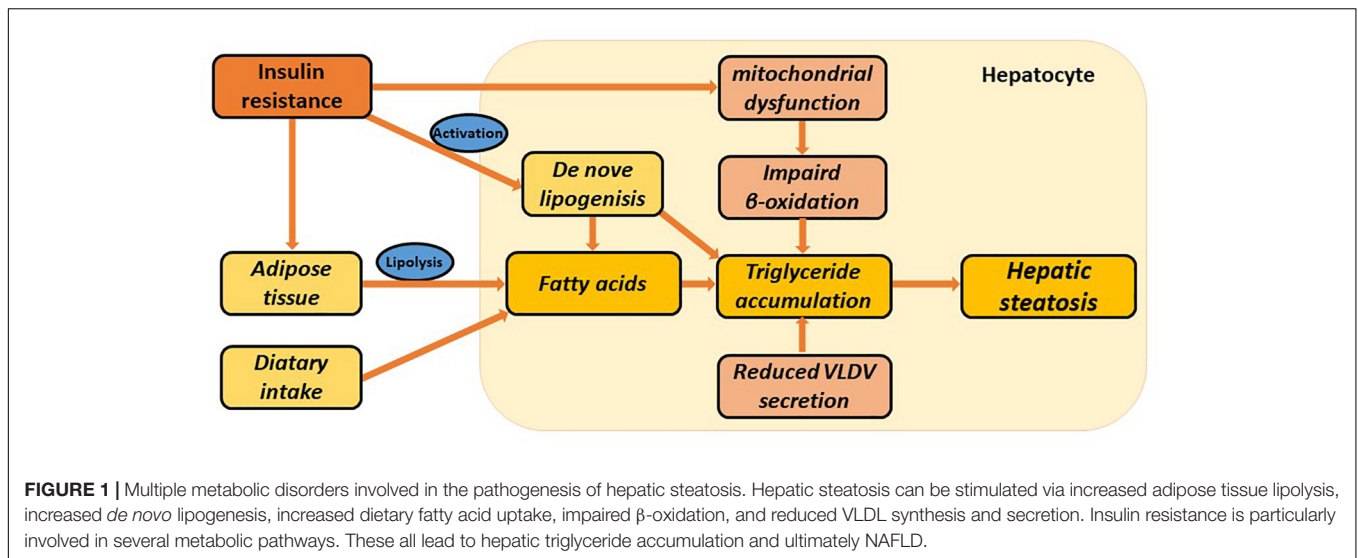 Insulin
resistance
mitochondrial
dysfunction
Hepatocyte
Activation
De nove
lipogenisis
Impaird
β-oxidation
Adipose
tissue
Lipolysis
Fatty acids
Triglyceride
accumulation
Hepatic
steatosis
Diatary
intake
Reduced VLDV
secretion
FIGURE 1 | Multiple metabolic disorders involved in the pathogenesis of hepatic steatosis. Hepatic steatosis can be stimulated via increased adipose tissue lipolysis,
increased de novo lipogenesis, increased dietary fatty acid uptake, impaired β-oxidation, and reduced VLDL synthesis and secretion. Insulin resistance is particularly
involved in several metabolic pathways. These all lead to hepatic triglyceride accumulation and ultimately NAFLD.